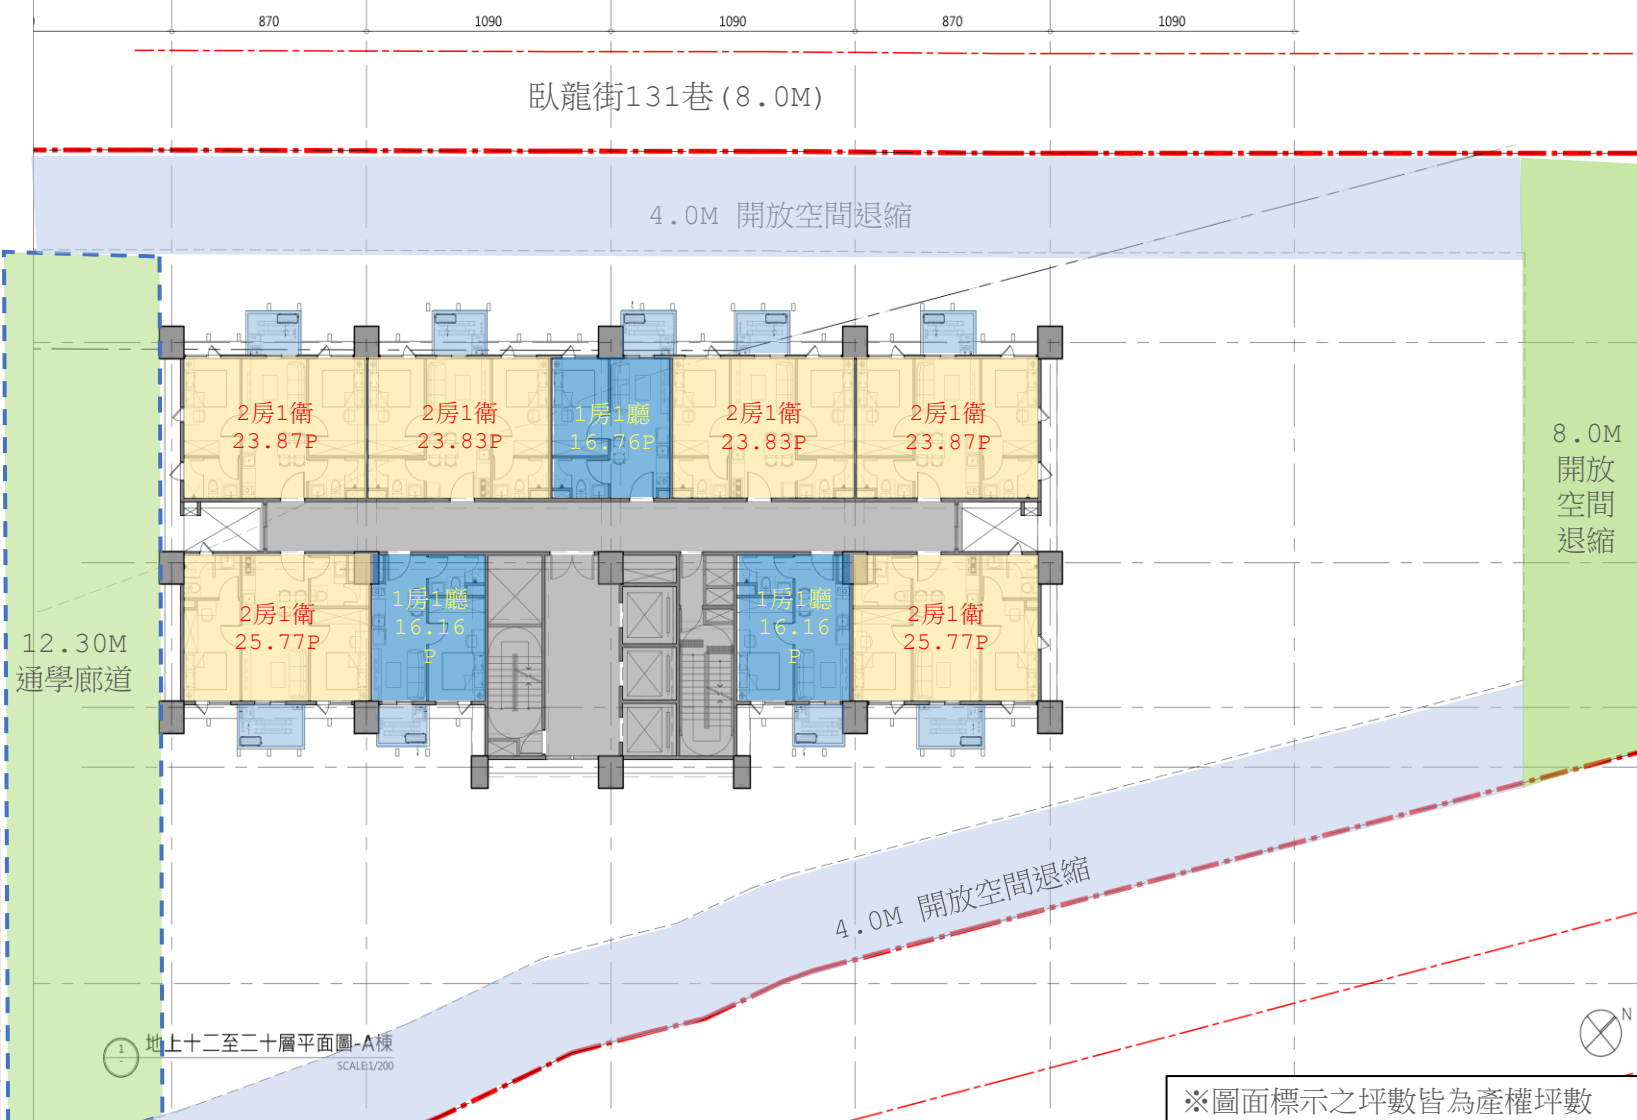 870 1090 1090 870 1090
臥龍街131巷(8.0M)
4.0M 開放空間退縮
2房1衛
23.87P
2房1衛
23.83P
1房1廳
16.76P
2房1衛
23.83P
2房1衛
23.87P
8.0M
開放
空間
退縮
2房1衛
25.77P
1房1廳
16.16
P
1房1廳
16.16
P
2房1衛
25.77P
12.30M
通學廊道
4.0M 開放空間退縮
1 地上十二至二十層平面圖-A棟
SCALE:1/200
N
※圖面標示之坪數皆為產權坪數